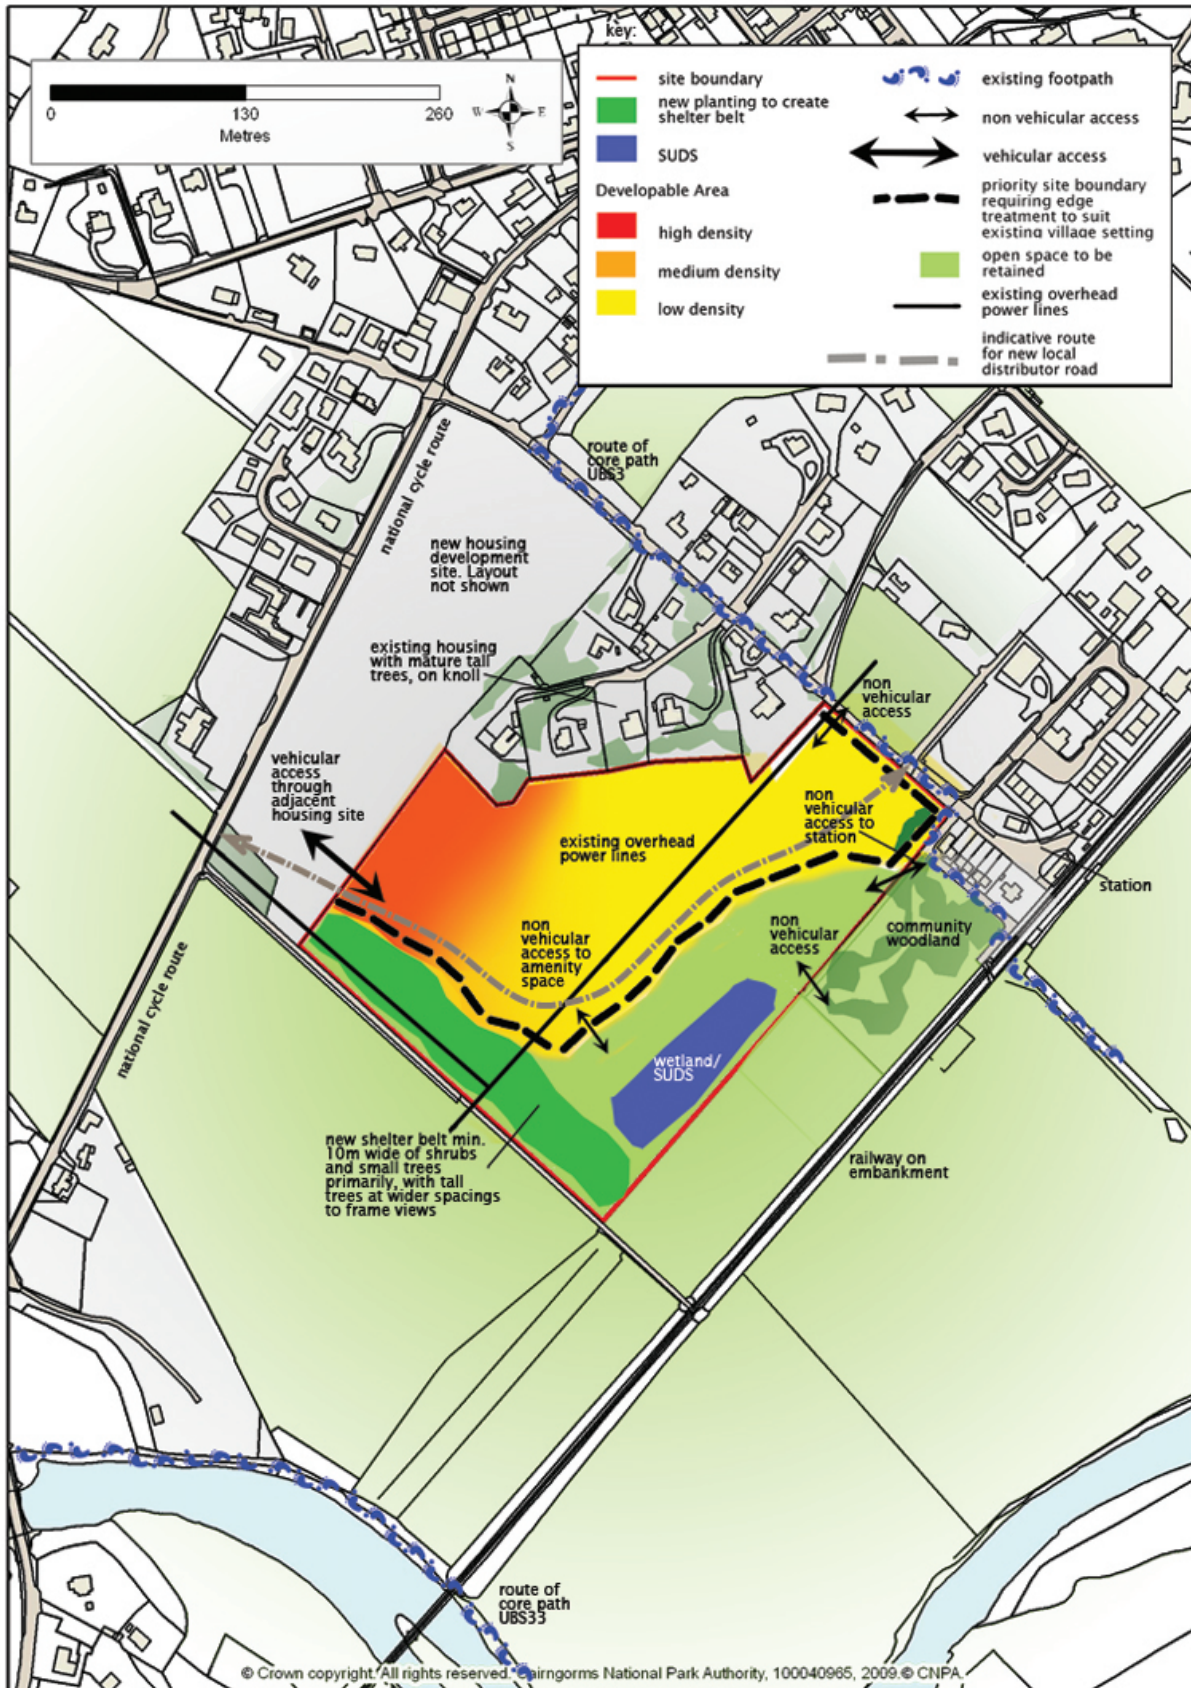 key:
0
130
260
Metres
N
W
E
S
site boundary
new planting to create
shelter belt
SUDS
Developable Area
high density
medium density
low density
existing footpath
non vehicular access
vehicular access
priority site boundary
requiring edge
treatment to suit
existing village setting
open space to be
retained
existing overhead
power lines
indicative route
for new local
distributor road
route of
core path
UBS3
national cycle route
new housing
development
site. Layout
not shown
existing housing
with mature tall
trees, on knoll
non
vehicular
access
vehicular
access
through
adjacent
housing site
non
vehicular
access to
station
existing overhead
power lines
station
non
vehicular
access to
amenity
space
non
vehicular
access
community
woodland
national cycle route
wetland/
SUDS
new shelter belt min.
10m wide of shrubs
and small trees
primarily, with tall
trees at wider spacings
to frame views
railway on
embankment
route of
core path
UBS33
© Crown copyright. All rights reserved. Cairngorms National Park Authority, 100040965, 2009.© CNPA.